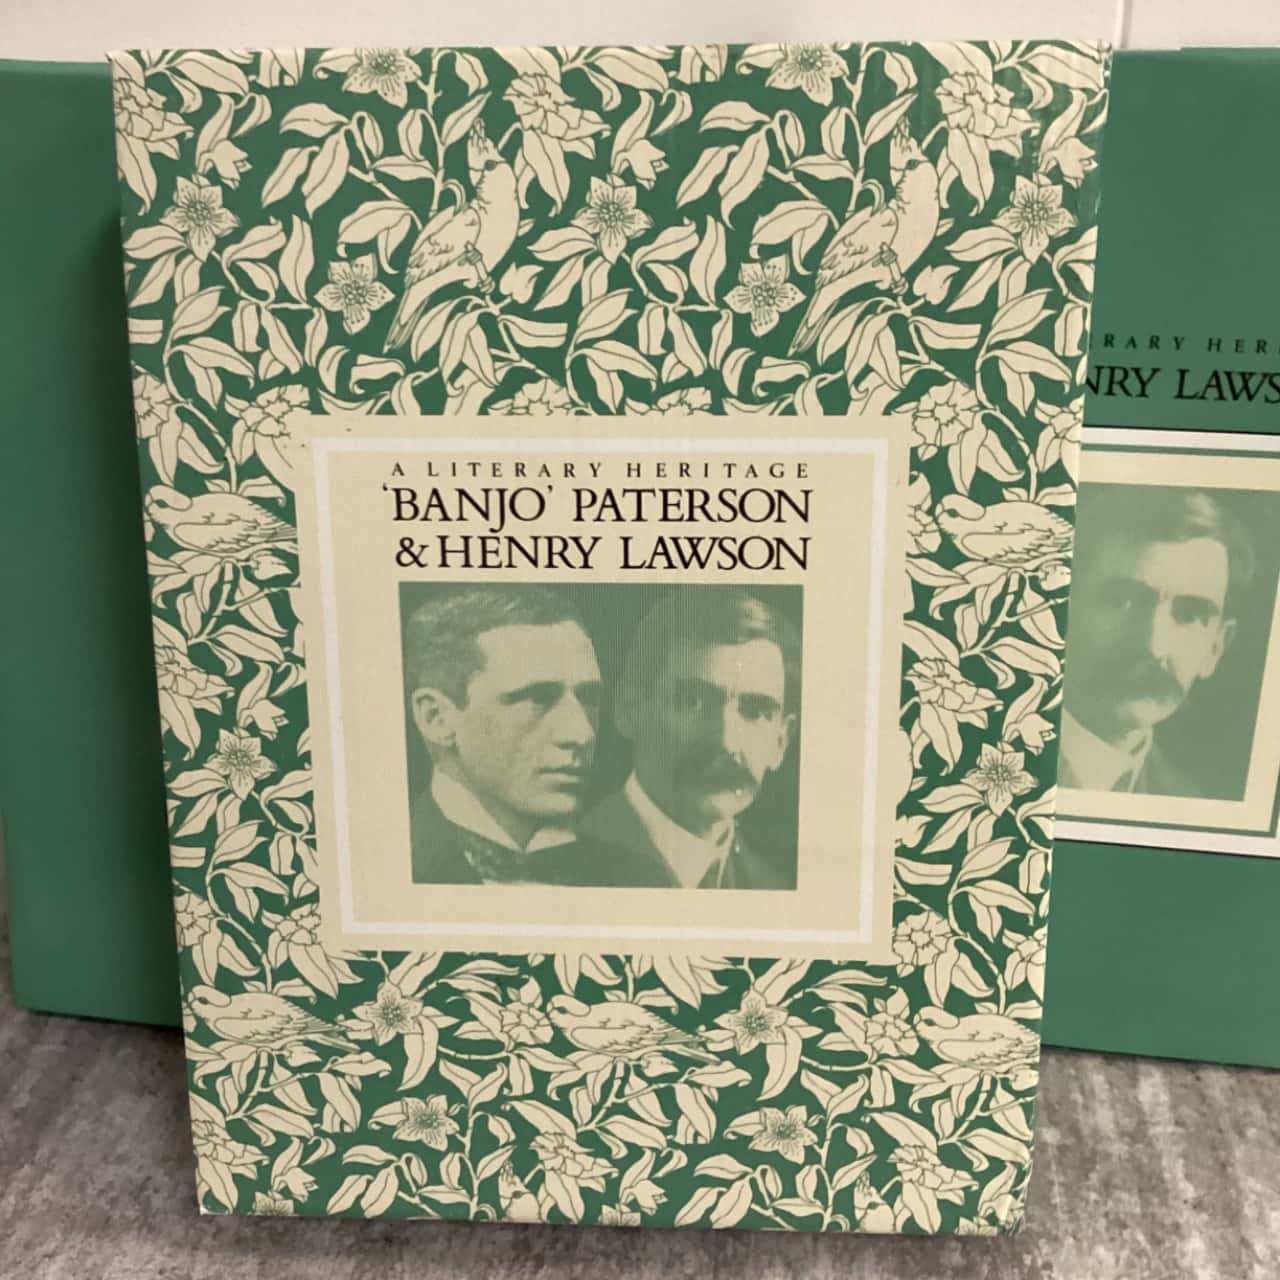 A LITERARY HERITAGE
'BANJO' PATERSON
& HENRY LAWSON
RARY HER
NRY LAWS